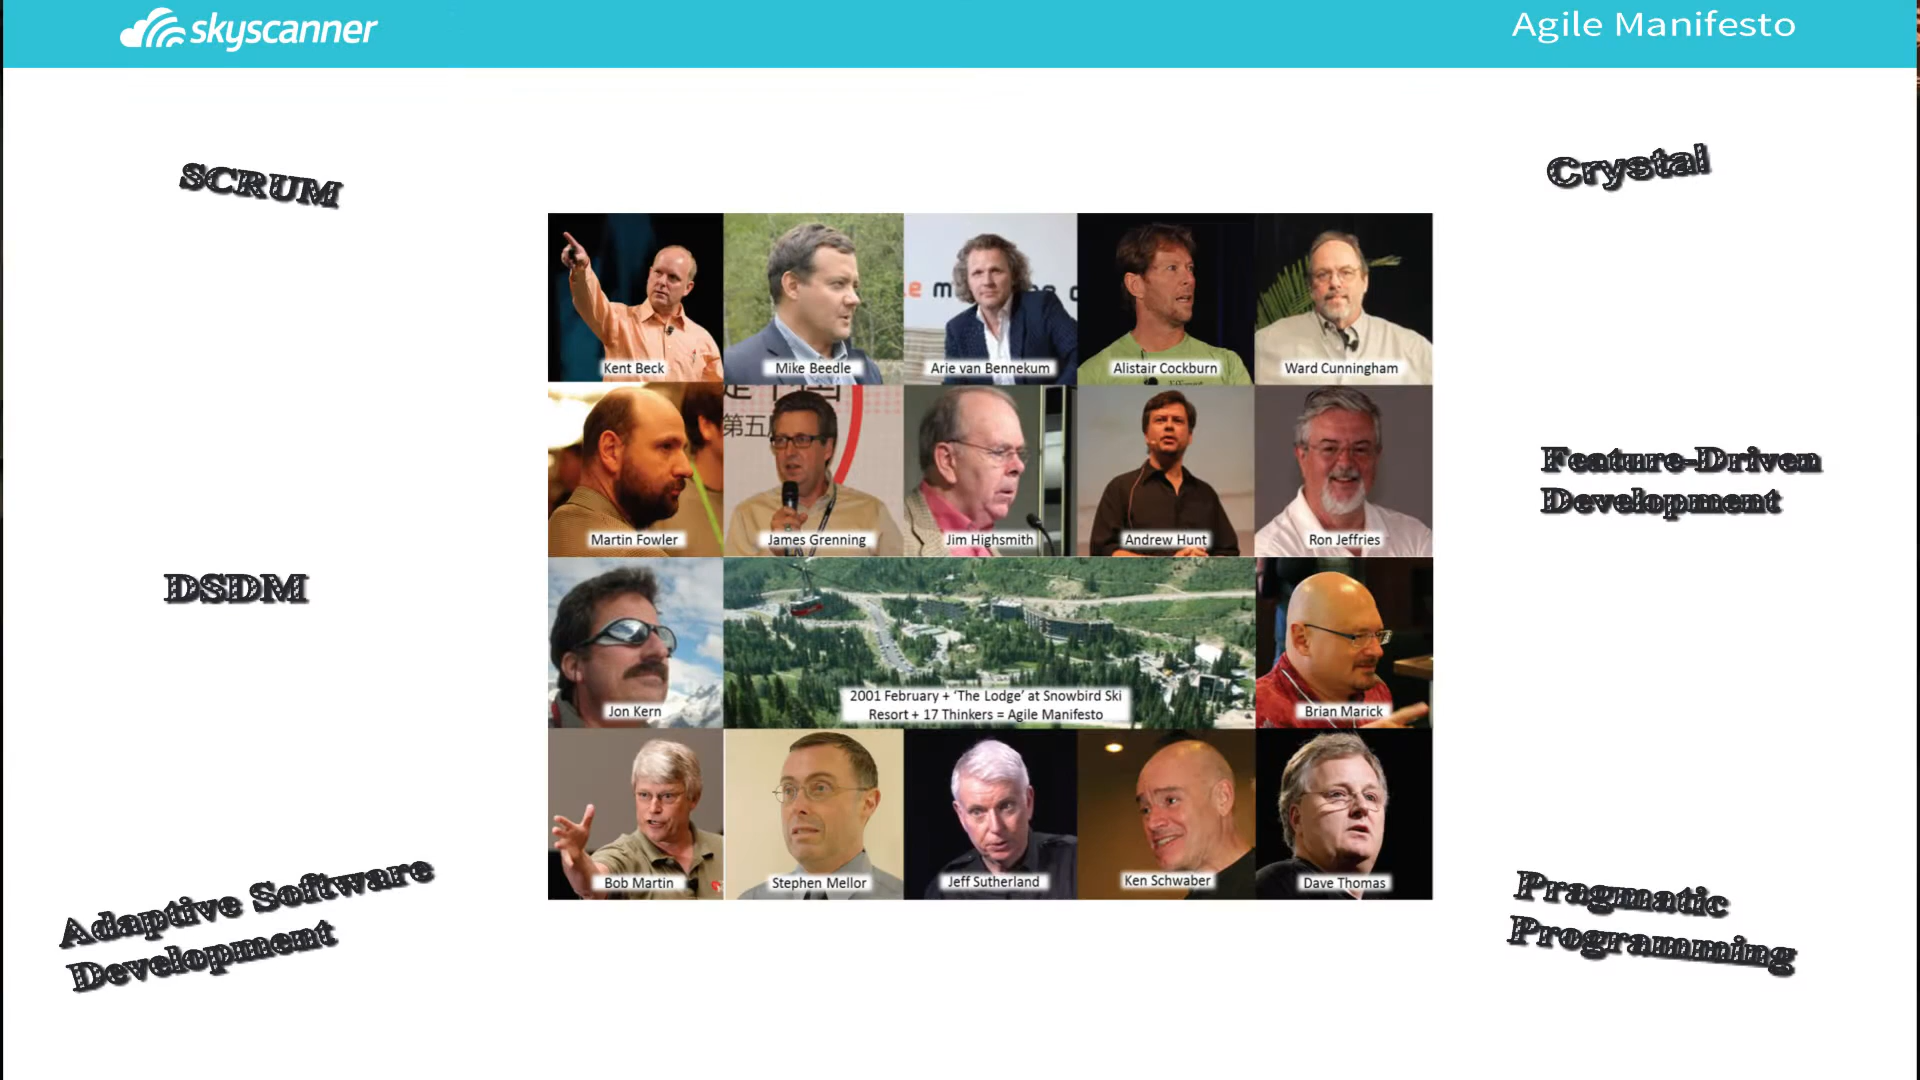 skyscanner
Agile Manifesto
SCRUM
Crystal
Kent Beck
Mike Beedle
Arie van Bennekum
Alistair Cockburn
Ward Cunningham
第五
Martin Fowler
James Grenning
Jim Highsmith
Andrew Hunt
Ron Jeffries
Feature-Driven
Development
DSDM
Jon Kern
2001 February + ‘The Lodge’ at Snowbird Ski
Resort + 17 Thinkers = Agile Manifesto
Brian Marick
Bob Martin
Stephen Mellor
Jeff Sutherland
Ken Schwaber
Dave Thomas
Adaptive Software
Development
Pragmatic
Programming